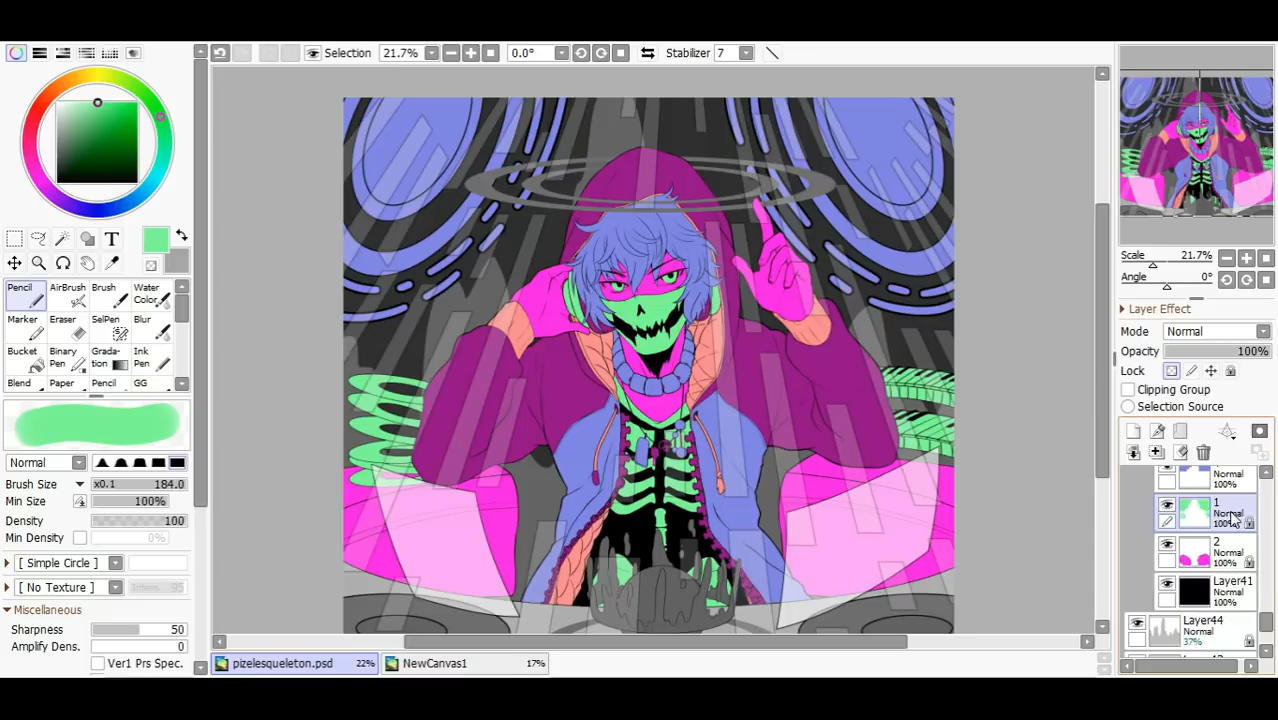 Selection 21.7% 0.0° Stabilizer 7
Scale 21.7%
Angle 0°
Layer Effect
Mode Normal
Opacity 100%
Lock
Clipping Group
Selection Source
Normal
100%
1
Normal
100%
2
Normal
100%
Layer41
Normal
100%
Layer44
Normal
37%
T
Pencil AirBrush Brush Water Color
Marker Eraser SelPen Blur
Bucket Binary Pen Grada-tion Ink Pen
Blend Paper Pencil GG
Normal
Brush Size x0.1 184.0
Min Size 100%
Density 100
Min Density 0%
[ Simple Circle ]
[ No Texture ] 95
Miscellaneous
Sharpness 50
Amplify Dens. 0
Ver1 Prs Spec.
pizelesqueleton.psd 22% NewCanvas1 17%